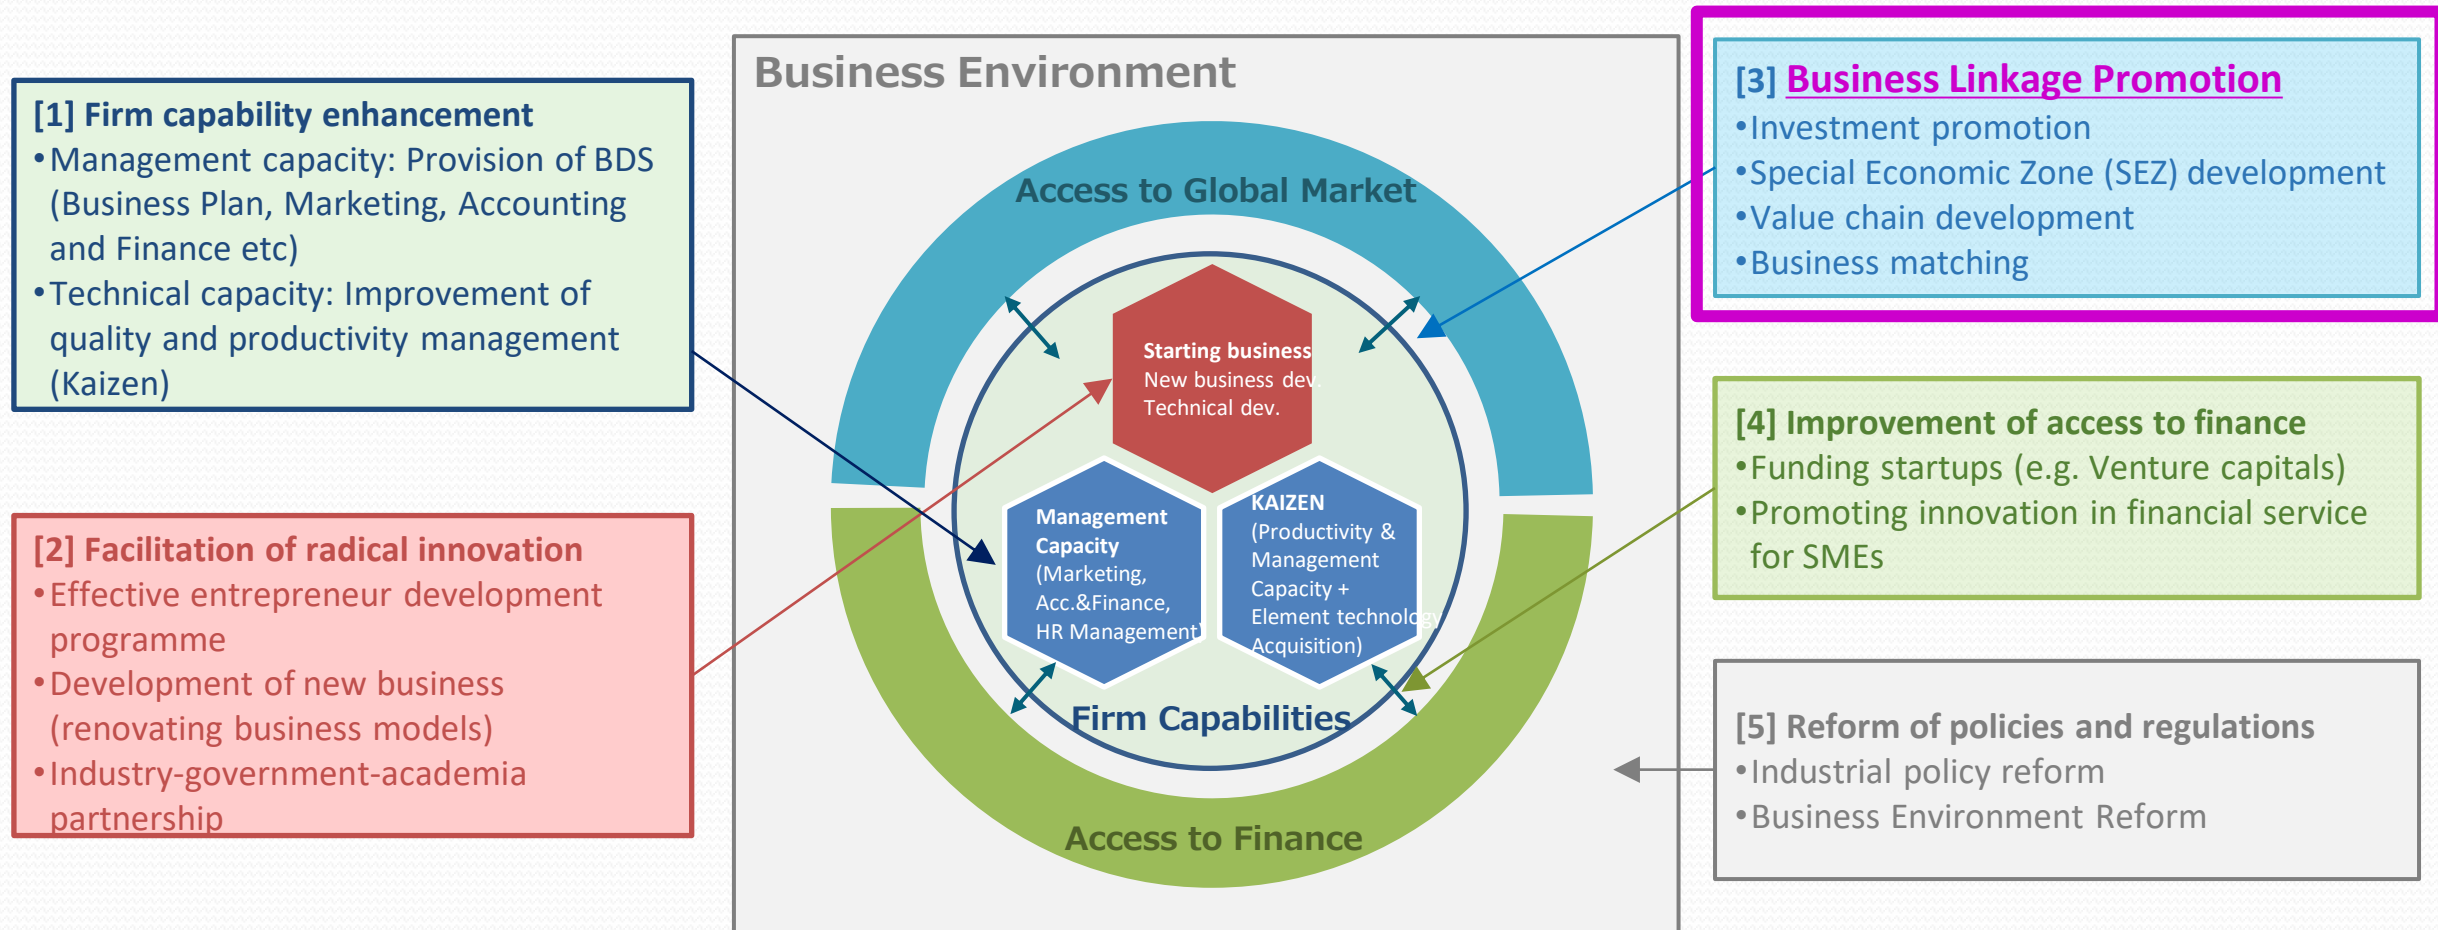 [1] Firm capability enhancement
•Management capacity: Provision of BDS
(Business Plan, Marketing, Accounting
and Finance etc)
•Technical capacity: Improvement of
quality and productivity management
(Kaizen)
[2] Facilitation of radical innovation
•Effective entrepreneur development
programme
•Development of new business
(renovating business models)
•Industry-government-academia
partnership
Business Environment
Access to Global Market
Starting business
New business dev.
Technical dev.
Management
Capacity
(Marketing,
Acc.&Finance,
HR Management)
KAIZEN
(Productivity &
Management
Capacity +
Element technology
Acquisition)
Firm Capabilities
Access to Finance
[3] Business Linkage Promotion
•Investment promotion
•Special Economic Zone (SEZ) development
•Value chain development
•Business matching
[4] Improvement of access to finance
•Funding startups (e.g. Venture capitals)
•Promoting innovation in financial service
for SMEs
[5] Reform of policies and regulations
•Industrial policy reform
•Business Environment Reform